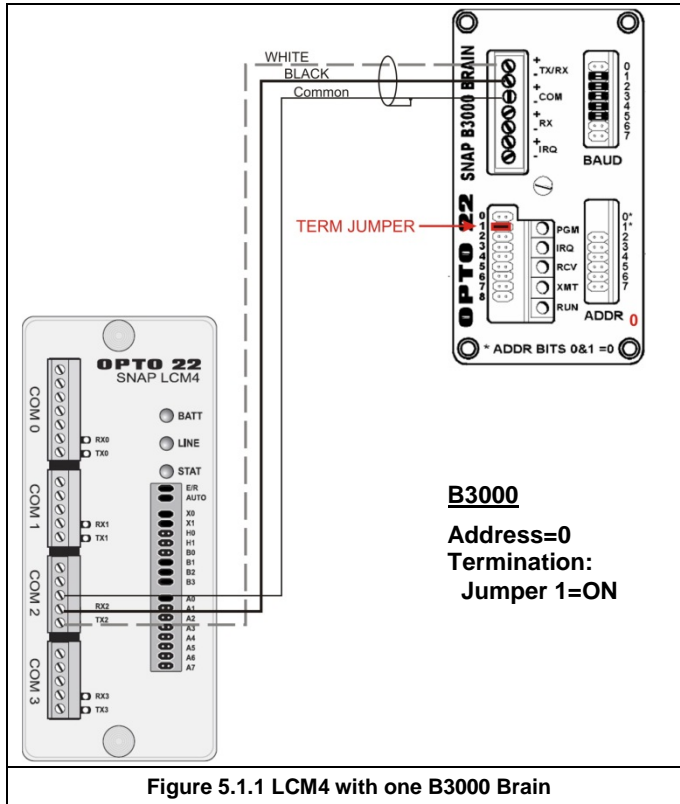 WHITE
BLACK
Common
SNAP B3000 BRAIN
OPTO 22
+
TX/RX
-
+
COM
-
+
RX
-
+
IRQ
-
0
1
2
3
4
5
6
7
BAUD
TERM JUMPER
0
1
2
3
4
5
6
7
8
PGM
IRQ
RCV
XMT
RUN
0*
1*
2
3
4
5
6
7
ADDR 0
* ADDR BITS 0&1 =0
OPTO 22
SNAP LCM4
COM 0
RX0
TX0
COM 1
RX1
TX1
COM 2
RX2
TX2
COM 3
RX3
TX3
BATT
LINE
STAT
E/R
AUTO
X0
X1
H0
H1
B0
B1
B2
B3
A0
A1
A2
A3
A4
A5
A6
A7
B3000
Address=0
Termination:
Jumper 1=ON
Figure 5.1.1 LCM4 with one B3000 Brain